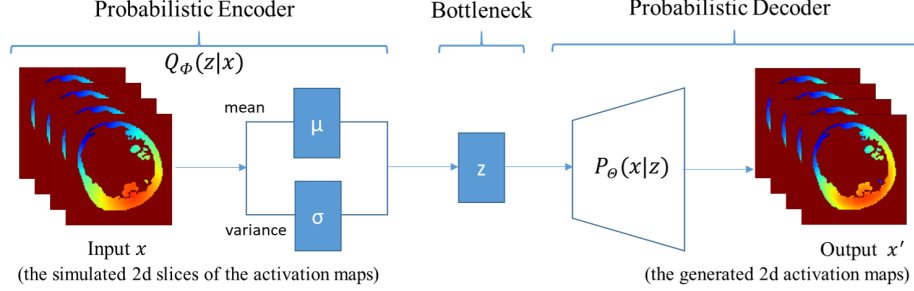 Probabilistic Encoder
Bottleneck
Probabilistic Decoder
Q_Φ(z|x)
mean
μ
σ
variance
z
P_Θ(x|z)
Input x
(the simulated 2d slices of the activation maps)
Output x′
(the generated 2d activation maps)